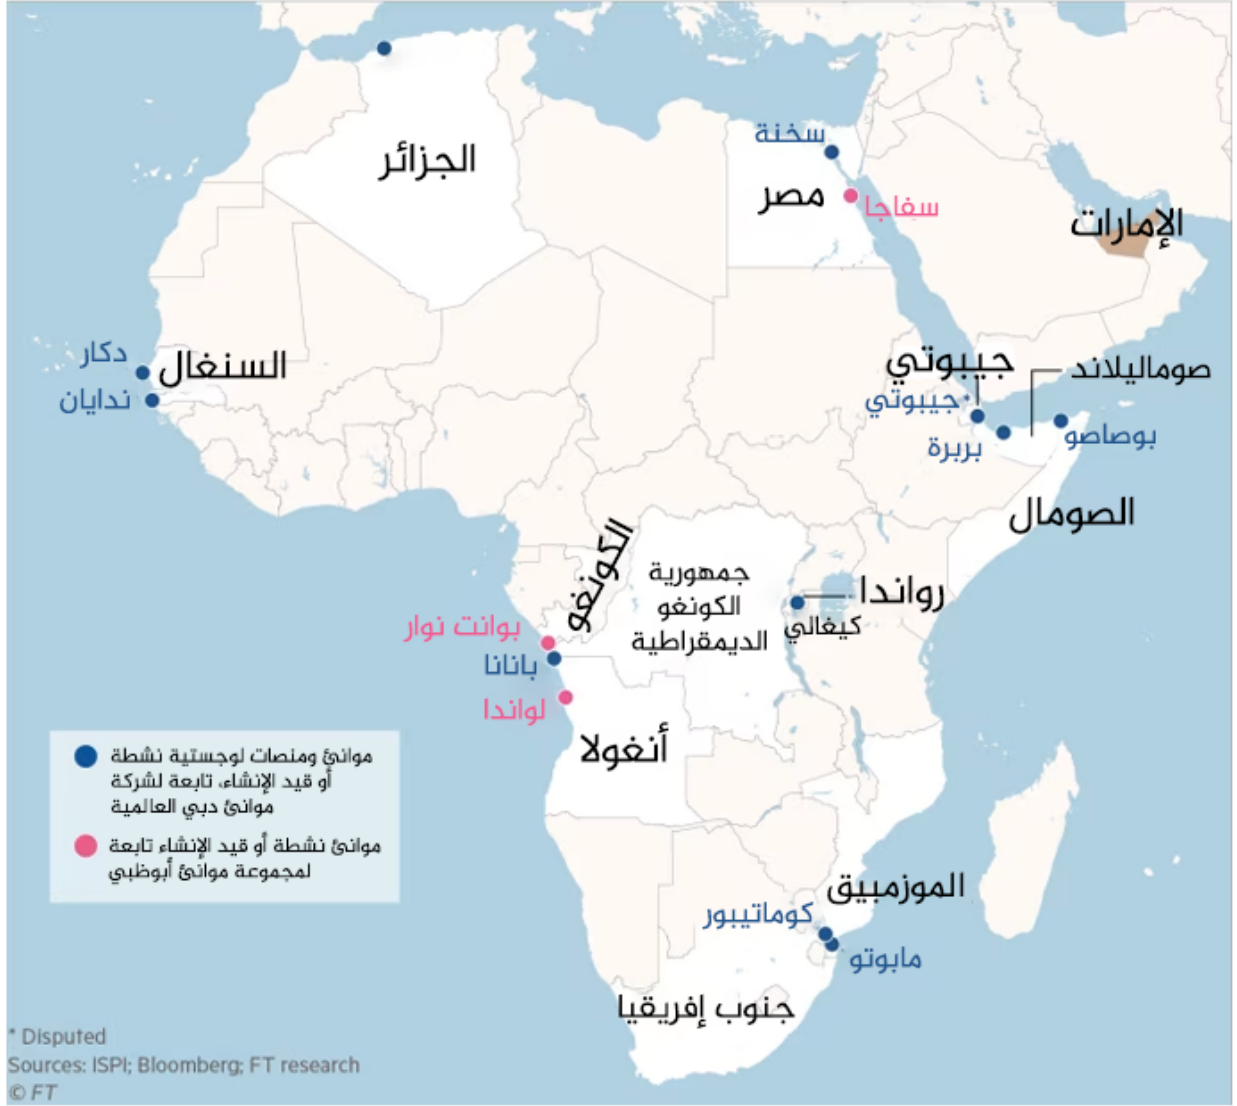 الجزائر
سخنة
مصر
سفاجا
الإمارات
دكار
السنغال
ندايان
جيبوتي
صوماليلاند
جيبوتي*
بربرة
بوصاصو
الصومال
الكونغو
جمهورية
الكونغو
الديمقراطية
رواندا
كيغالي
بوانت نوار
بانانا
لواندا
أنغولا
موانئ ومنصات لوجستية نشطة
أو قيد الإنشاء، تابعة لشركة
موانئ دبي العالمية
موانئ نشطة أو قيد الإنشاء تابعة
لمجموعة موانئ أبوظبي
الموزمبيق
كوماتيبور
مابوتو
جنوب إفريقيا
* Disputed
Sources: ISPI; Bloomberg; FT research
© FT